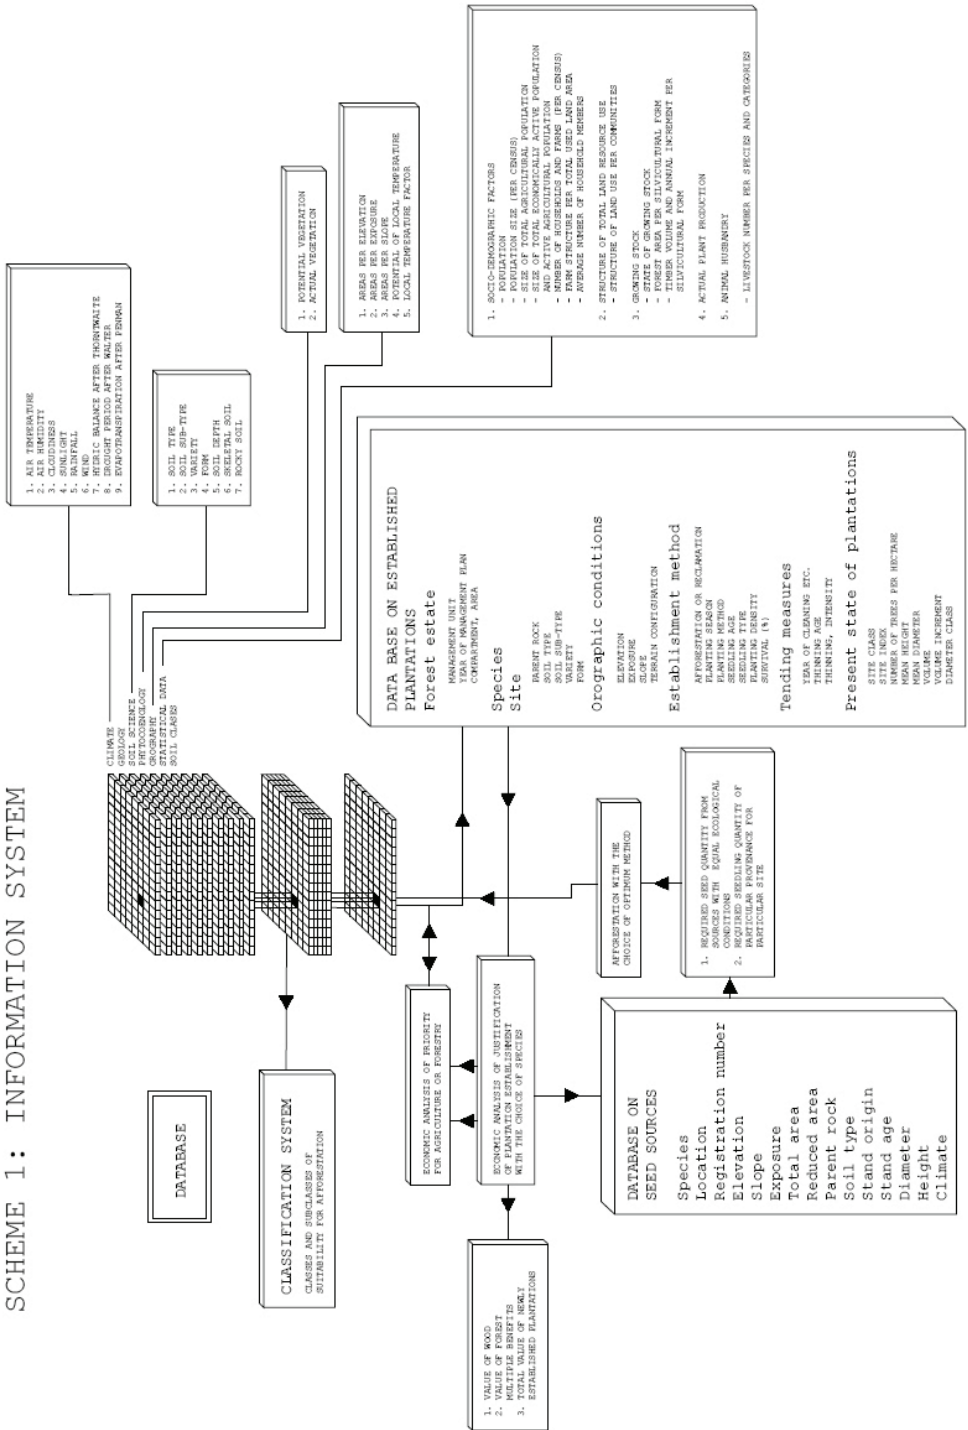 SCHEME 1: INFORMATION SYSTEM
DATABASE
CLIMATE
GEOLOGY
SOIL SCIENCE
PHYTOCOENOLOGY
OROGRAPHY
STATISTICAL DATA
SOIL CLASES
1. AIR TEMPERATURE
2. AIR HUMIDITY
3. CLOUDINESS
4. SUNLIGHT
5. RAINFALL
6. WIND
7. HYDRIC BALANCE AFTER THORNTWAITE
8. DROUGHT PERIOD AFTER WALTER
9. EVAPOTRANSPIRATION AFTER PENMAN
1. SOIL TYPE
2. SOIL SUB-TYPE
3. VARIETY
4. FORM
5. SOIL DEPTH
6. SKELETAL SOIL
7. ROCKY SOIL
1. POTENTIAL VEGETATION
2. ACTUAL VEGETATION
1. AREAS PER ELEVATION
2. AREAS PER EXPOSURE
3. AREAS PER SLOPE
4. POTENTIAL OF LOCAL TEMPERATURE
5. LOCAL TEMPERATURE FACTOR
1. SOCIO-DEMOGRAPHIC FACTORS
- POPULATION
- POPULATION SIZE (PER CENSUS)
- SIZE OF TOTAL AGRICULTURAL POPULATION
- SIZE OF TOTAL ECONOMICALLY ACTIVE POPULATION
AND ACTIVE AGRICULTURAL POPULATION
- NUMBER OF HOUSEHOLDS AND FARMS (PER CENSUS)
- FARM STRUCTURE PER TOTAL USED LAND AREA
- AVERAGE NUMBER OF HOUSEHOLD MEMBERS
2. STRUCTURE OF TOTAL LAND RESOURCE USE
- STRUCTURE OF LAND USE PER COMMUNITIES
3. GROWING STOCK
- STATE OF GROWING STOCK
- FOREST AREA PER SILVICULTURAL FORM
- TIMBER VOLUME AND ANNUAL INCREMENT PER
SILVICULTURAL FORM
4. ACTUAL PLANT PRODUCTION
5. ANIMAL HUSBANDRY
- LIVESTOCK NUMBER PER SPECIES AND CATEGORIES
CLASSIFICATION SYSTEM
CLASSES AND SUBCLASSES OF
SUITABILITY FOR AFFORESTATION
DATA BASE ON ESTABLISHED
PLANTATIONS
Forest estate
MANAGEMENT UNIT
YEAR OF MANAGEMENT PLAN
COMPARTMENT, AREA
Species
Site
PARENT ROCK
SOIL TYPE
SOIL SUB-TYPE
VARIETY
FORM
Orographic conditions
ELEVATION
EXPOSURE
SLOPE
TERRAIN CONFIGURATION
Establishment method
AFFORESTATION OR RECLAMATION
PLANTING SEASON
PLANTING METHOD
SEEDLING AGE
SEEDLING TYPE
PLANTING DENSITY
SURVIVAL (%)
Tending measures
YEAR OF CLEANING ETC.
THINNING AGE
THINNING, INTENSITY
Present state of plantations
SITE CLASS
SITE INDEX
NUMBER OF TREES PER HECTARE
MEAN HEIGHT
MEAN DIAMETER
VOLUME
VOLUME INCREMENT
DIAMETER CLASS
ECONOMIC ANALYSIS OF PRIORITY
FOR AGRICULTURE OR FORESTRY
ECONOMIC ANALYSIS OF JUSTIFICATION
OF PLANTATION ESTABLISHMENT
WITH THE CHOICE OF SPECIES
AFFORESTATION WITH THE
CHOICE OF OPTIMUM METHOD
1. REQUIRED SEED QUANTITY FROM
SOURCES WITH EQUAL ECOLOGICAL
CONDITIONS
2. REQUIRED SEEDLING QUANTITY OF
PARTICULAR PROVENANCE FOR
PARTICULAR SITE
1. VALUE OF WOOD
2. VALUE OF FOREST
MULTIPLE BENEFITS
3. TOTAL VALUE OF NEWLY
ESTABLISHED PLANTATIONS
DATABASE ON
SEED SOURCES
Species
Location
Registration number
Elevation
Slope
Exposure
Total area
Reduced area
Parent rock
Soil type
Stand origin
Stand age
Diameter
Height
Climate